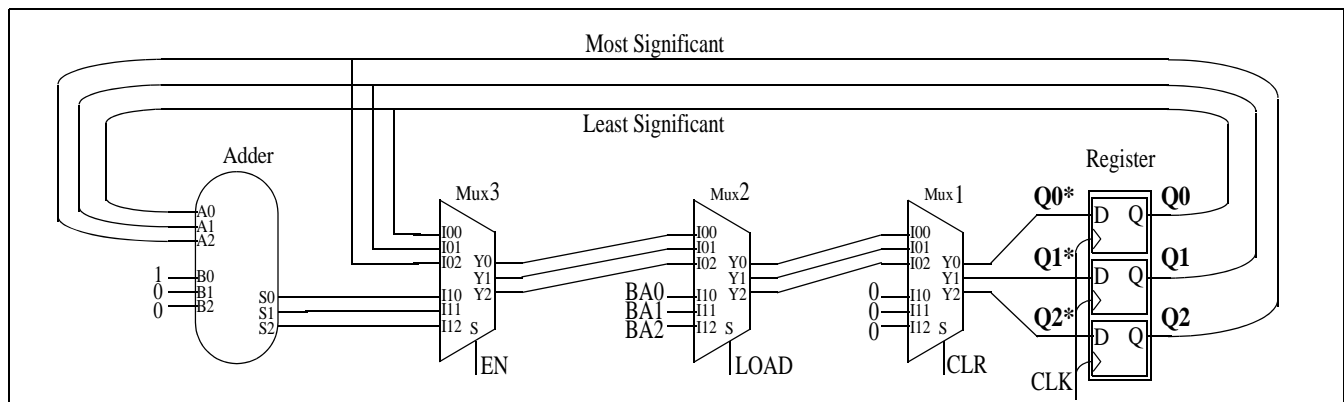 Most Significant
Least Significant
Adder
A0
A1
A2
1 B0
0 B1
0 B2
S0
S1
S2
Mux3
I00
I01
I02
Y0
Y1
Y2
I10
I11
I12
S
EN
Mux2
I00
I01
I02
Y0
Y1
Y2
BA0 I10
BA1 I11
BA2 I12
S
LOAD
Mux1
I00
I01
I02
Y0
Y1
Y2
0 I10
0 I11
0 I12
S
CLR
Register
Q0* D Q Q0
Q1* D Q Q1
Q2* D Q Q2
CLK